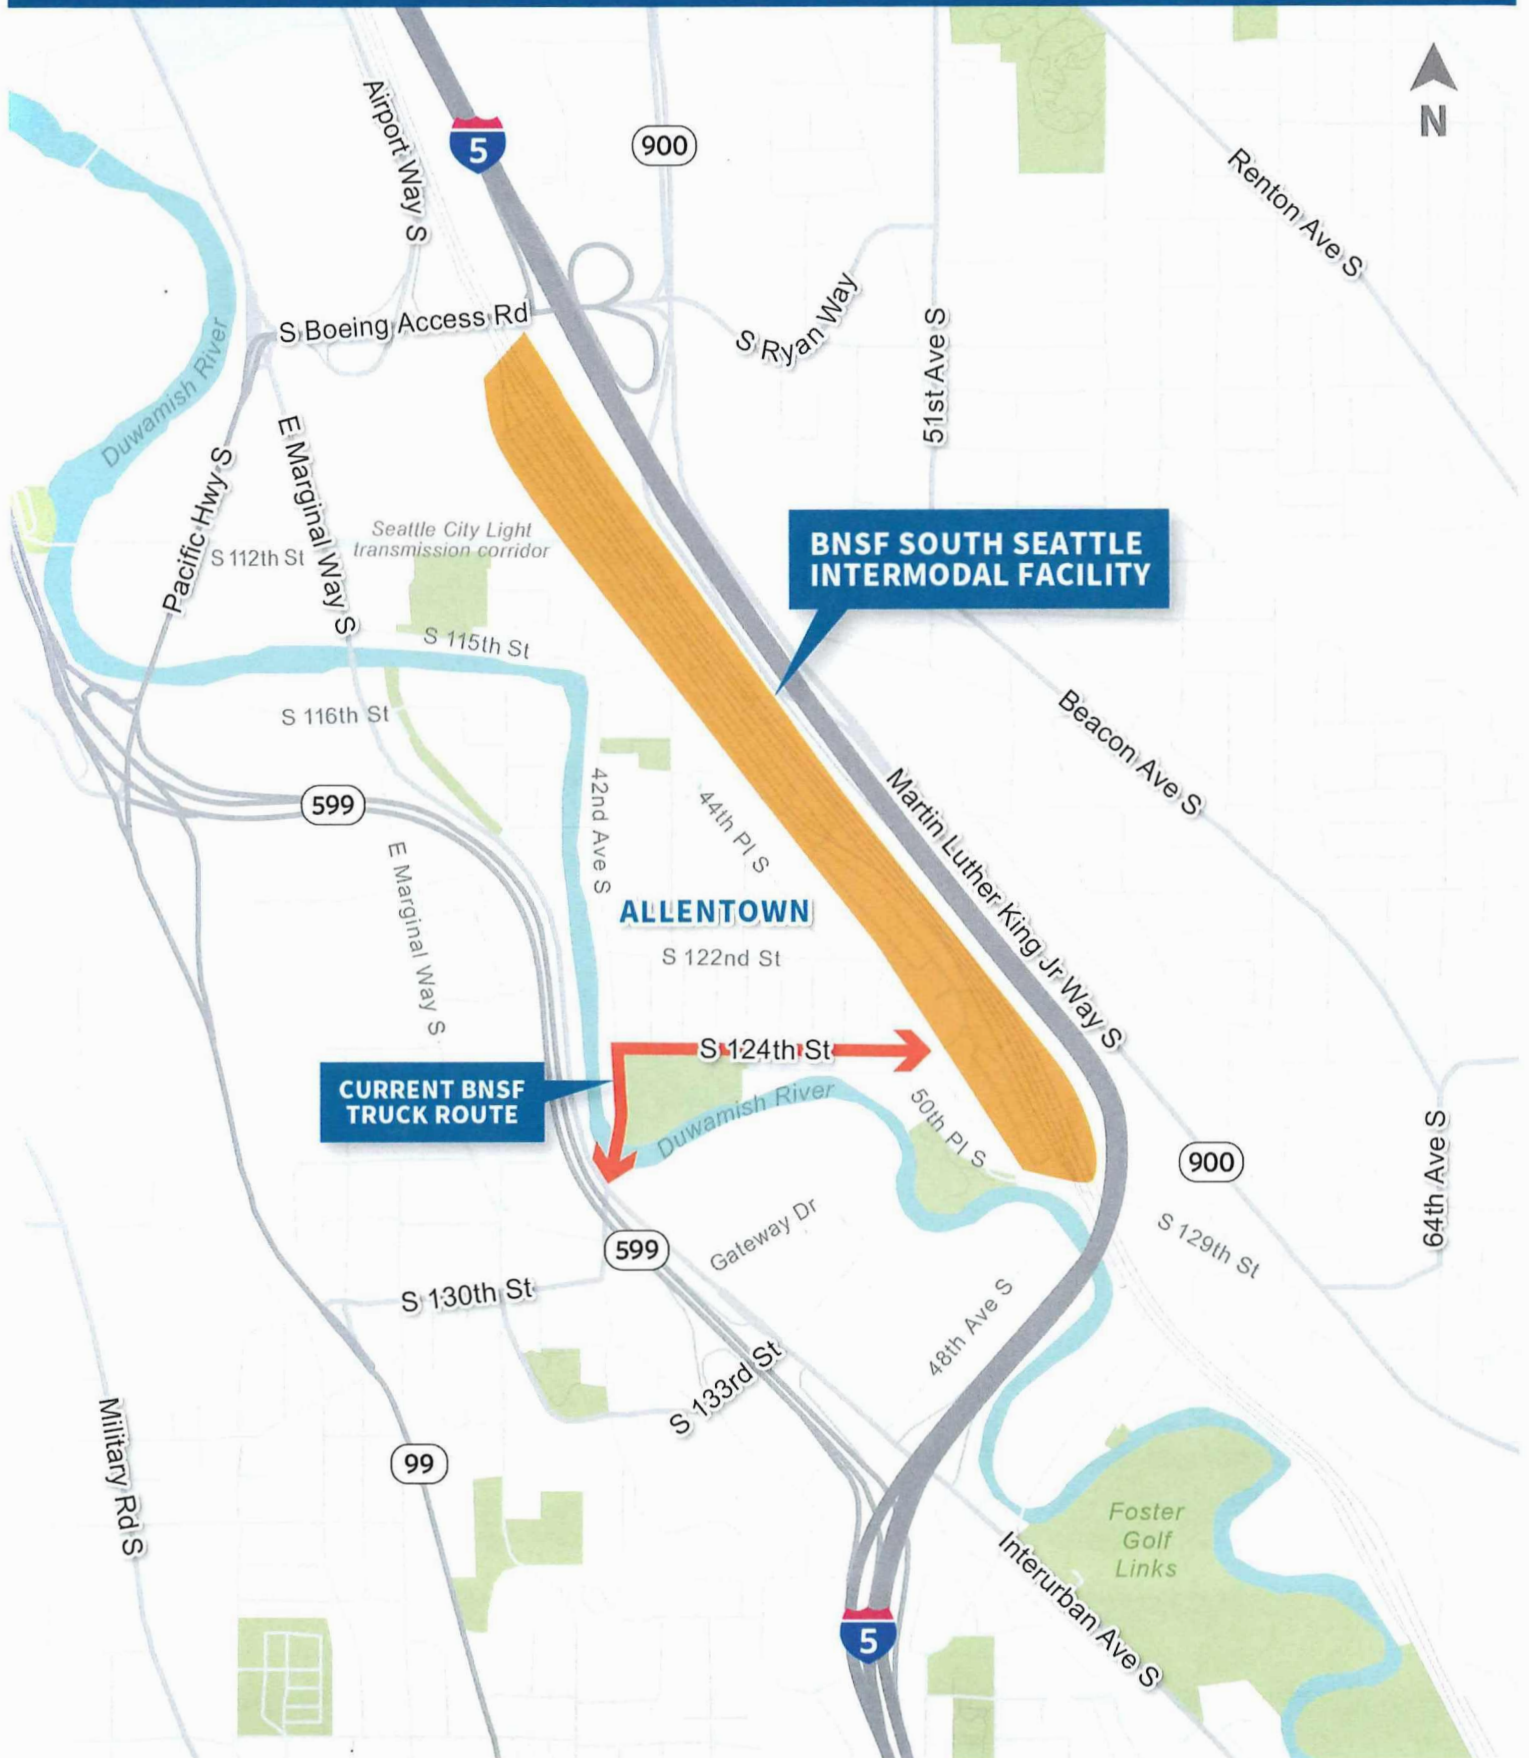 N
Airport Way S
5
900
Renton Ave S
S Boeing Access Rd
S Ryan Way
51st Ave S
Duwamish River
E Marginal Way S
Pacific Hwy S
Seattle City Light
transmission corridor
S 112th St
BNSF SOUTH SEATTLE
INTERMODAL FACILITY
S 115th St
S 116th St
Beacon Ave S
599
42nd Ave S
44th Pl S
Martin Luther King Jr Way S
E Marginal Way S
ALLENTOWN
S 122nd St
S 124th St
CURRENT BNSF
TRUCK ROUTE
Duwamish River
50th Pl S
900
64th Ave S
S 129th St
Gateway Dr
599
S 130th St
48th Ave S
S 133rd St
Military Rd S
99
Foster
Golf
Links
Interurban Ave S
5